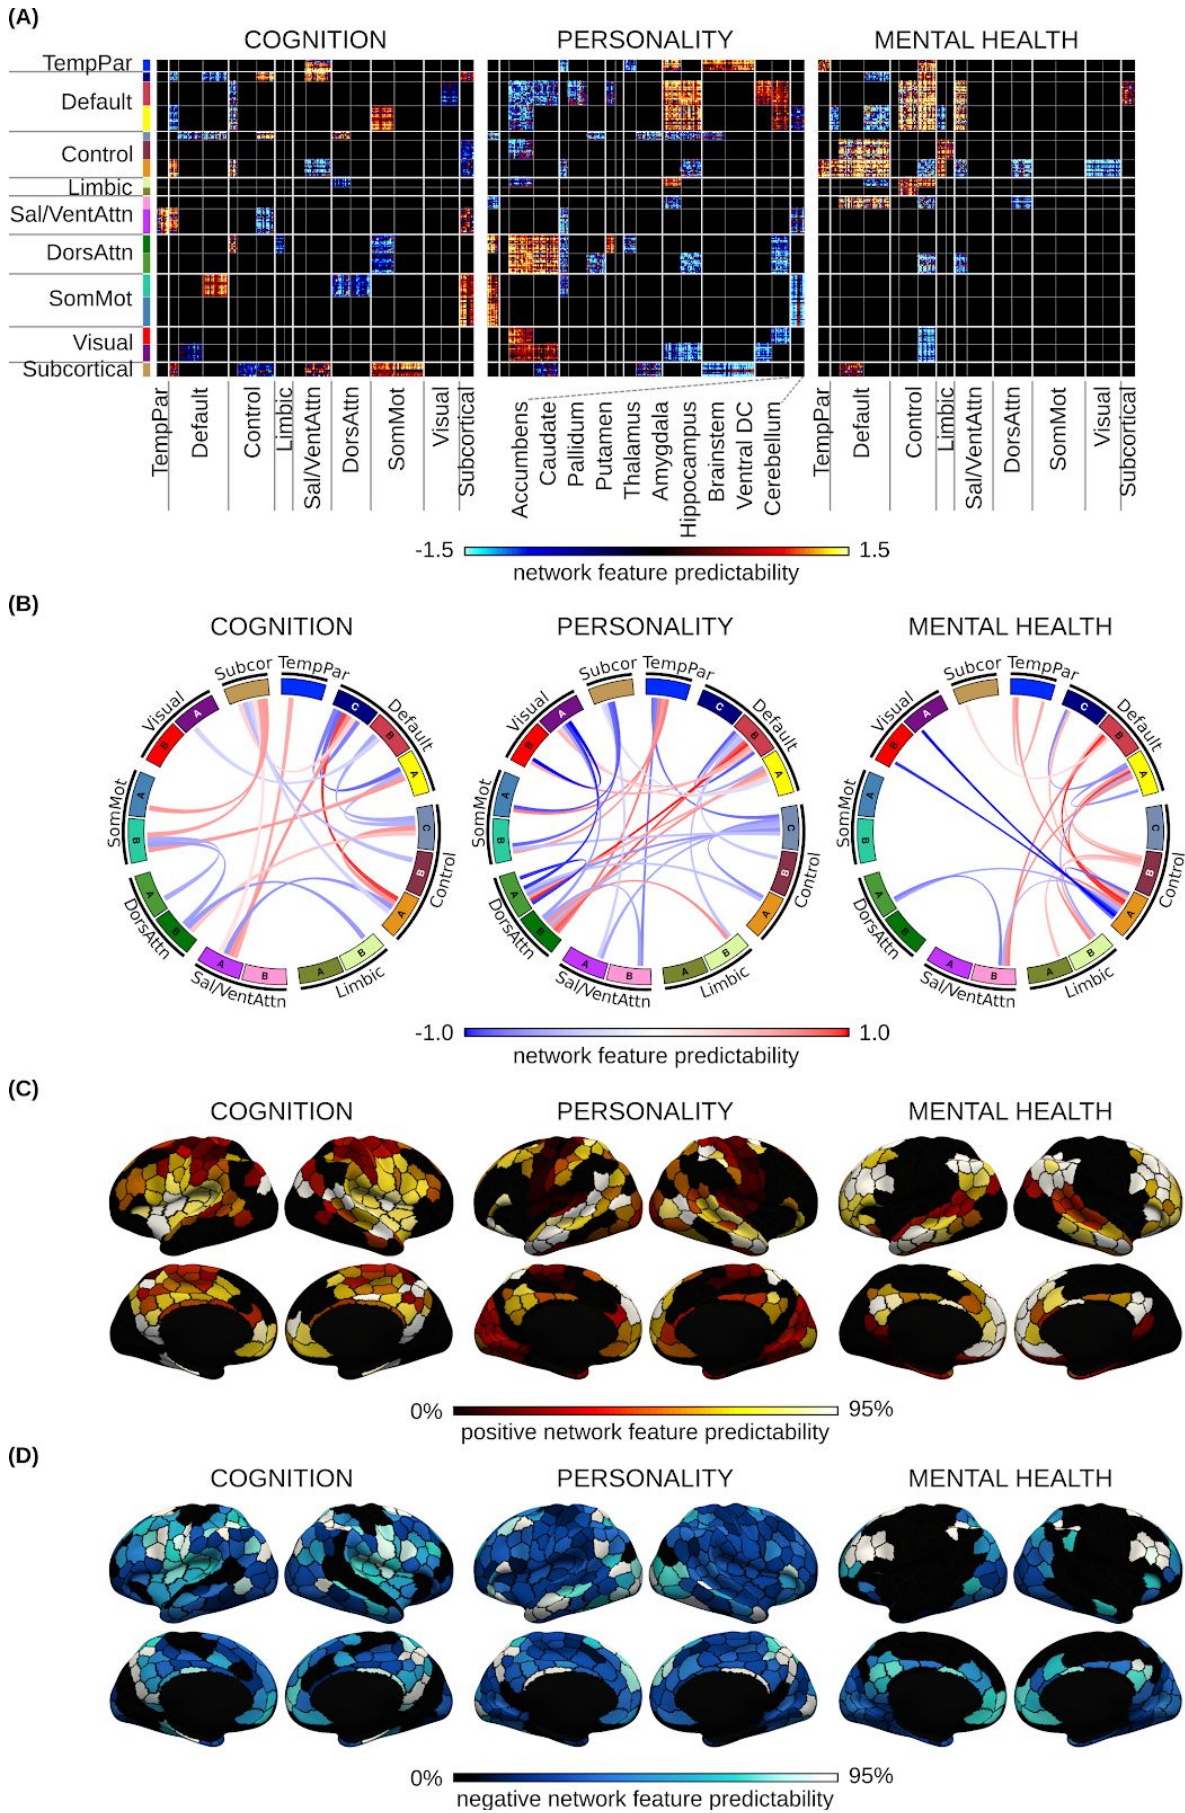 (A)
COGNITION PERSONALITY MENTAL HEALTH
TempPar
Default
Control
Limbic
Sal/VentAttn
DorsAttn
SomMot
Visual
Subcortical
TempPar Default Control Limbic Sal/VentAttn DorsAttn SomMot Visual Subcortical
Accumbens Caudate Pallidum Putamen Thalamus Amygdala Hippocampus Brainstem Ventral DC Cerebellum
TempPar Default Control Limbic Sal/VentAttn DorsAttn SomMot Visual Subcortical
-1.5 1.5
network feature predictability
(B)
COGNITION PERSONALITY MENTAL HEALTH
Subcor TempPar Default Control Limbic Sal/VentAttn DorsAttn SomMot Visual
C B A C B A B A B A B A B A B A
Subcor TempPar Default Control Limbic Sal/VentAttn DorsAttn SomMot Visual
C B A C B A B A B A B A B A B A
Subcor TempPar Default Control Limbic Sal/VentAttn DorsAttn SomMot Visual
C B A C B A B A B A B A B A B A
-1.0 1.0
network feature predictability
(C)
COGNITION PERSONALITY MENTAL HEALTH
0% 95%
positive network feature predictability
(D)
COGNITION PERSONALITY MENTAL HEALTH
0% 95%
negative network feature predictability